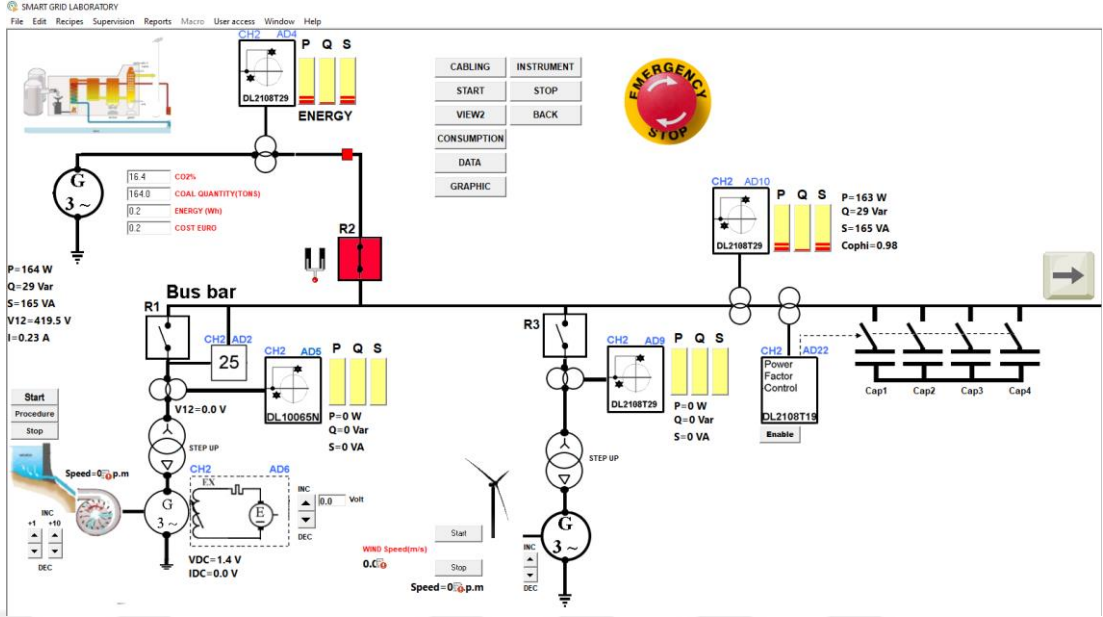 SMART GRID LABORATORY
File Edit Recipes Supervision Reports Macro User access Window Help
CH2 AD4
P Q S
DL2108T29
ENERGY
CABLING INSTRUMENT
START STOP
VIEW2 BACK
CONSUMPTION
DATA
GRAPHIC
EMERGENCY
STOP
G
3 ~
16.4 CO2%
164.0 COAL QUANTITY(TONS)
0.2 ENERGY (Wh)
0.2 COST EURO
R2
CH2 AD10
P Q S
DL2108T29
P=163 W
Q=29 Var
S=165 VA
Cophi=0.98
P=164 W
Q=29 Var
S=165 VA
V12=419.5 V
I=0.23 A
Bus bar
R1
CH2 AD2
25
CH2 AD5
P Q S
DL10065N
V12=0.0 V
P=0 W
Q=0 Var
S=0 VA
R3
CH2 AD9
P Q S
DL2108T29
P=0 W
Q=0 Var
S=0 VA
CH2 AD22
Power
Factor
Control
DL2108T19
Enable
Cap1 Cap2 Cap3 Cap4
Start
Procedure
Stop
STEP UP
Speed=0 p.m
INC
+1 +10
DEC
G
3 ~
CH2 AD6
EX
E
INC
0.0 Volt
DEC
VDC=1.4 V
IDC=0.0 V
STEP UP
Start
WIND Speed(m/s)
0.0
Stop
Speed=0 p.m
INC
DEC
G
3 ~